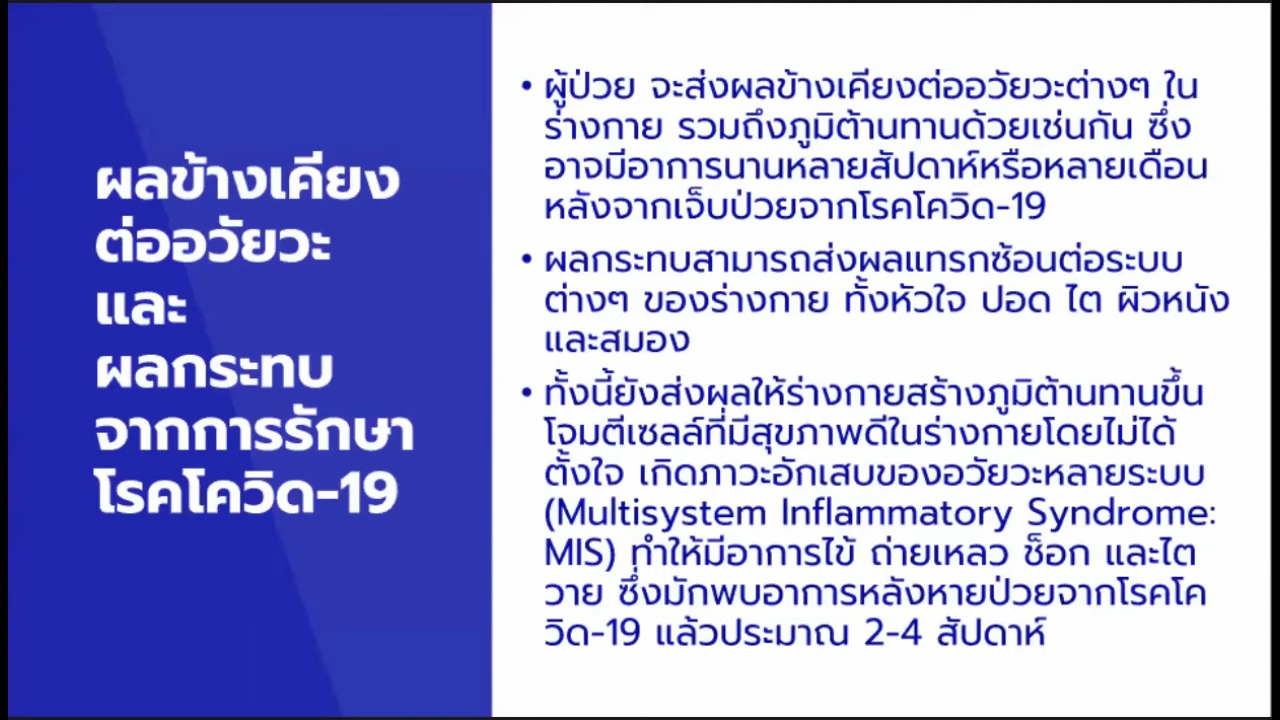 ผลข้างเคียง
ต่ออวัยวะ
และ
ผลกระทบ
จากการรักษา
โรคโควิด-19
• ผู้ป่วย จะส่งผลข้างเคียงต่ออวัยวะต่างๆ ใน
ร่างกาย รวมถึงภูมิต้านทานด้วยเช่นกัน ซึ่ง
อาจมีอาการนานหลายสัปดาห์หรือหลายเดือน
หลังจากเจ็บป่วยจากโรคโควิด-19
• ผลกระทบสามารถส่งผลแทรกซ้อนต่อระบบ
ต่างๆ ของร่างกาย ทั้งหัวใจ ปอด ไต ผิวหนัง
และสมอง
• ทั้งนี้ยังส่งผลให้ร่างกายสร้างภูมิต้านทานขึ้น
โจมตีเซลล์ที่มีสุขภาพดีในร่างกายโดยไม่ได้
ตั้งใจ เกิดภาวะอักเสบของอวัยวะหลายระบบ
(Multisystem Inflammatory Syndrome:
MIS) ทำให้มีอาการไข้ ถ่ายเหลว ช็อก และไต
วาย ซึ่งมักพบอาการหลังหายป่วยจากโรคโค
วิด-19 แล้วประมาณ 2-4 สัปดาห์